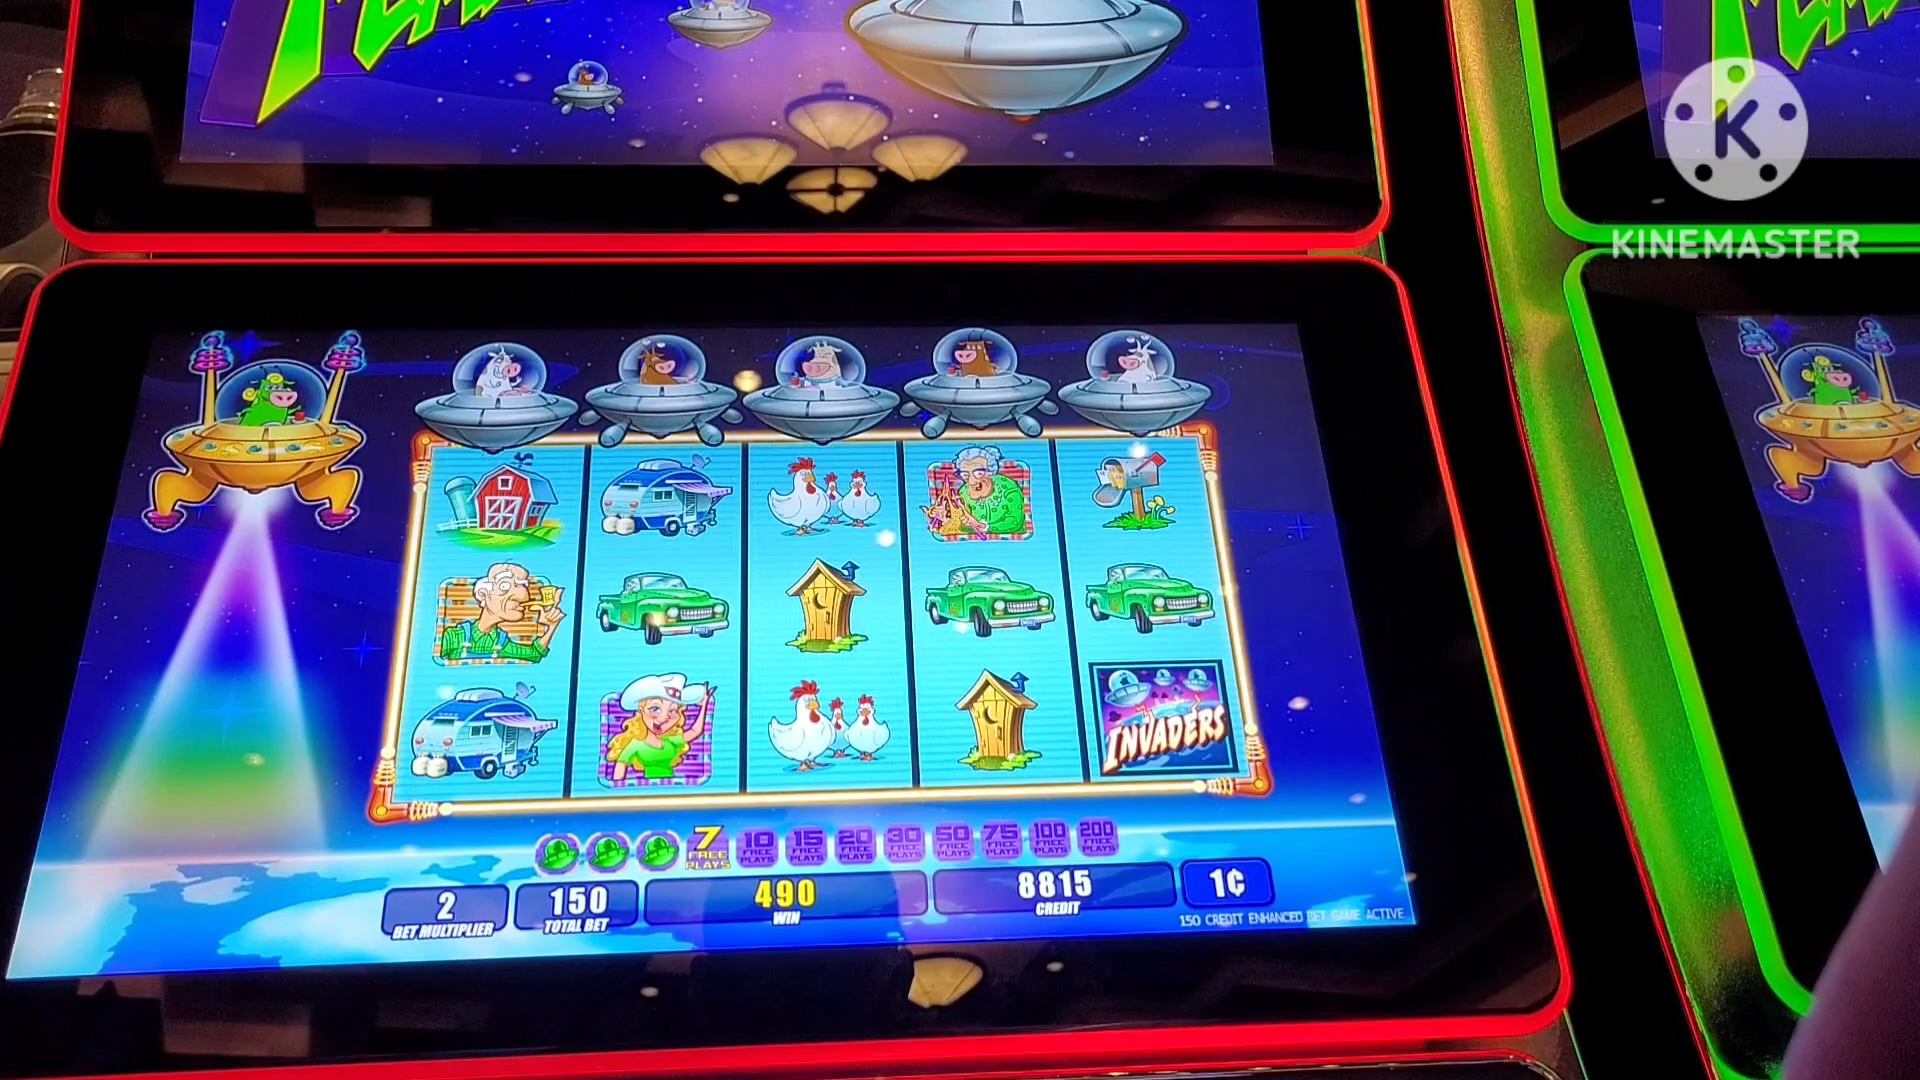 K
KINEMASTER
INVADERS
7 FREE PLAYS
10 FREE PLAYS
15 FREE PLAYS
20 FREE PLAYS
30 FREE PLAYS
50 FREE PLAYS
75 FREE PLAYS
100 FREE PLAYS
200 FREE PLAYS
2
BET MULTIPLIER
150
TOTAL BET
490
WIN
8815
CREDIT
1¢
150 CREDIT ENHANCED BET GAME ACTIVE